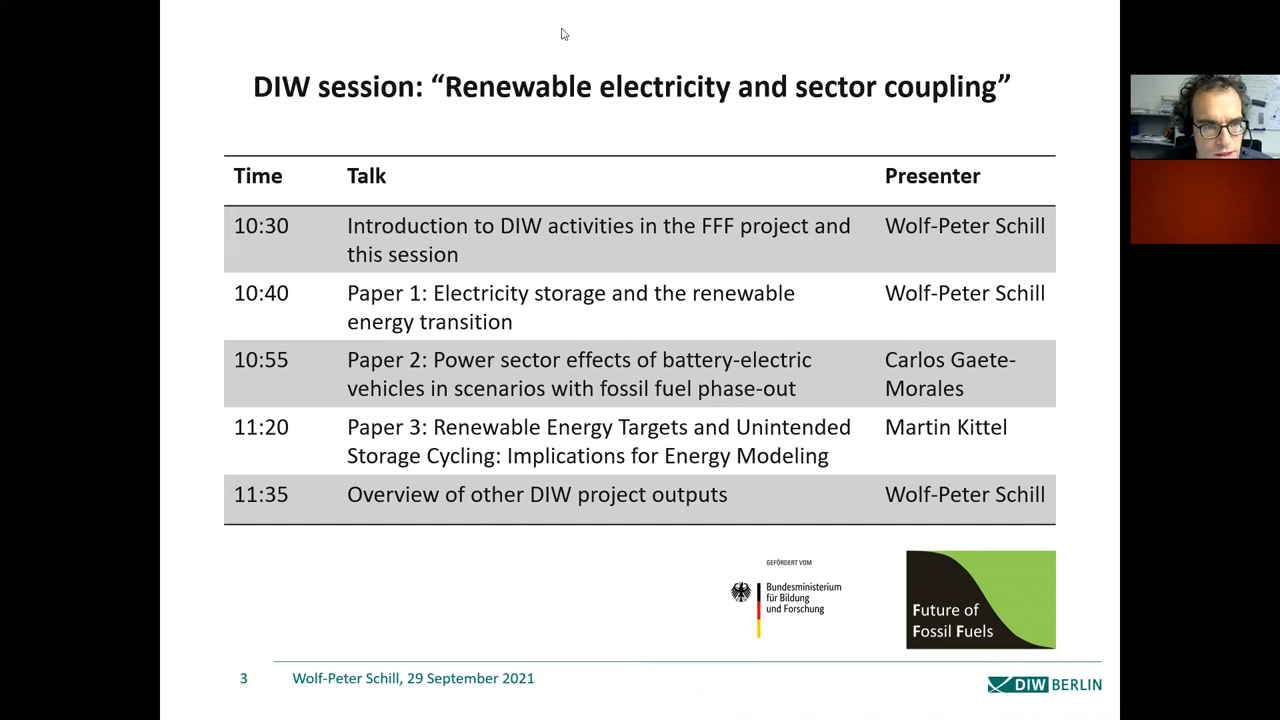 DIW session: “Renewable electricity and sector coupling”
Time Talk Presenter
10:30 Introduction to DIW activities in the FFF project and Wolf-Peter Schill
this session
10:40 Paper 1: Electricity storage and the renewable Wolf-Peter Schill
energy transition
10:55 Paper 2: Power sector effects of battery-electric Carlos Gaete-
vehicles in scenarios with fossil fuel phase-out Morales
11:20 Paper 3: Renewable Energy Targets and Unintended Martin Kittel
Storage Cycling: Implications for Energy Modeling
11:35 Overview of other DIW project outputs Wolf-Peter Schill
GEFÖRDERT VOM
Bundesministerium
für Bildung
und Forschung
Future of
Fossil Fuels
3 Wolf-Peter Schill, 29 September 2021
DIW BERLIN